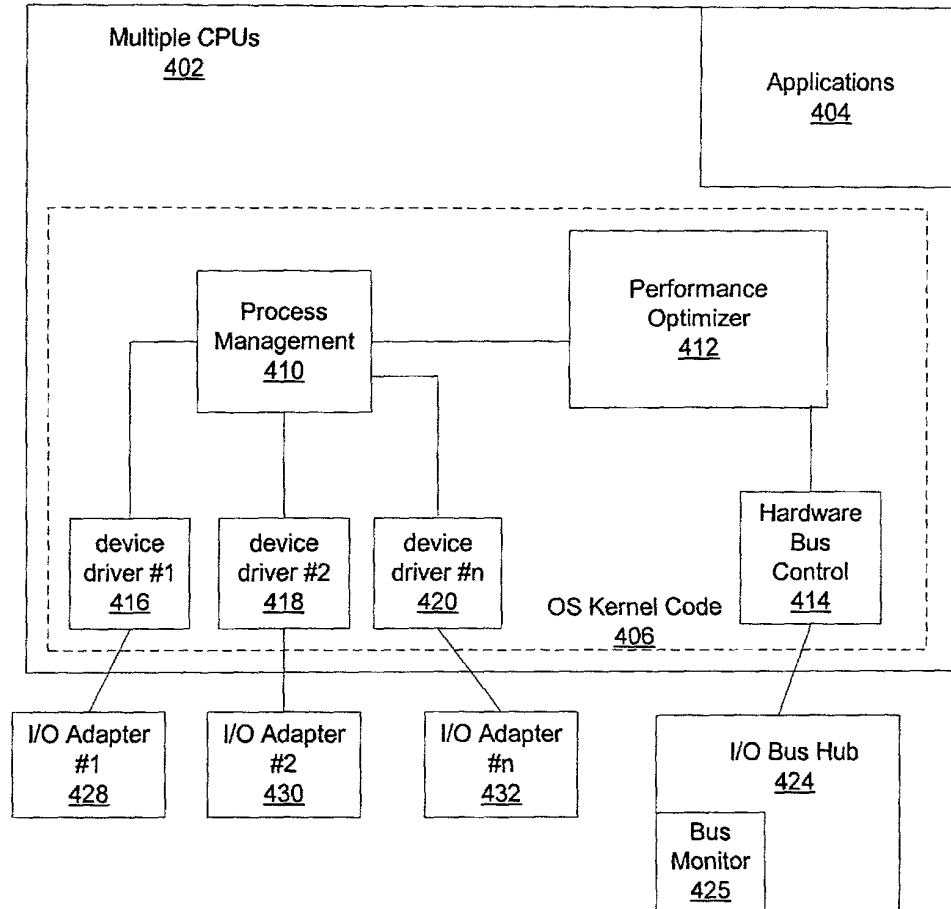 Multiple CPUs
402
Applications
404
Process
Management
410
Performance
Optimizer
412
device
driver #1
416
device
driver #2
418
device
driver #n
420
Hardware
Bus
Control
414
OS Kernel Code
406
I/O Adapter
#1
428
I/O Adapter
#2
430
I/O Adapter
#n
432
I/O Bus Hub
424
Bus
Monitor
425